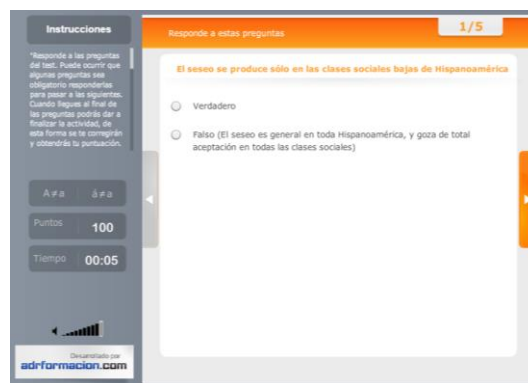 Instrucciones
"Responde a las preguntas
del test. Puede ocurrir que
algunas preguntas sea
obligatorio responderlas
para pasar a las siguientes.
Cuando llegues al final de
las preguntas podrás dar a
finalizar la actividad, de
esta forma se te corregirán
y obtendrás tu puntuación.
A≠a
á≠a
Puntos
100
Tiempo
00:05
Desarrollado por
adrformacion.com
Responde a estas preguntas
1/5
El seseo se produce sólo en las clases sociales bajas de Hispanoamérica
Verdadero
Falso (El seseo es general en toda Hispanoamérica, y goza de total
aceptación en todas las clases sociales)